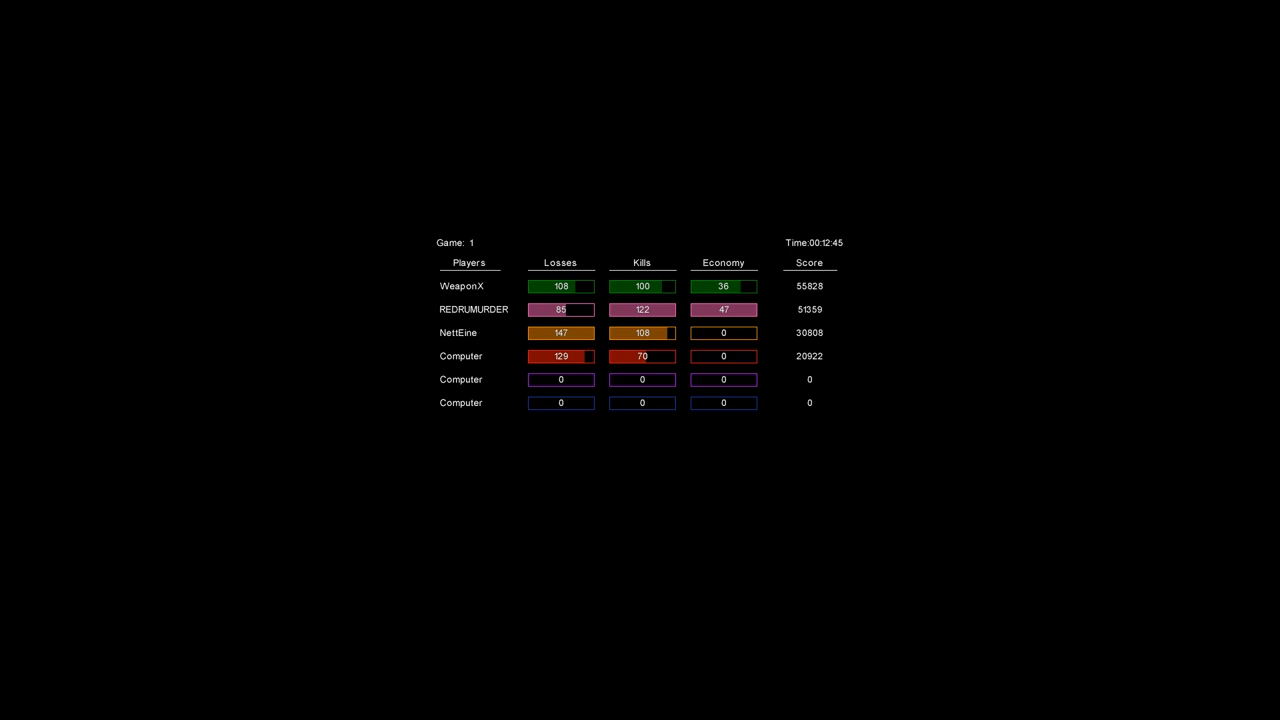 Game: 1 Time:00:12:45
Players Losses Kills Economy Score
WeaponX 108 100 36 55828
REDRUMURDER 85 122 47 51359
NettEine 147 108 0 30808
Computer 129 70 0 20922
Computer 0 0 0 0
Computer 0 0 0 0